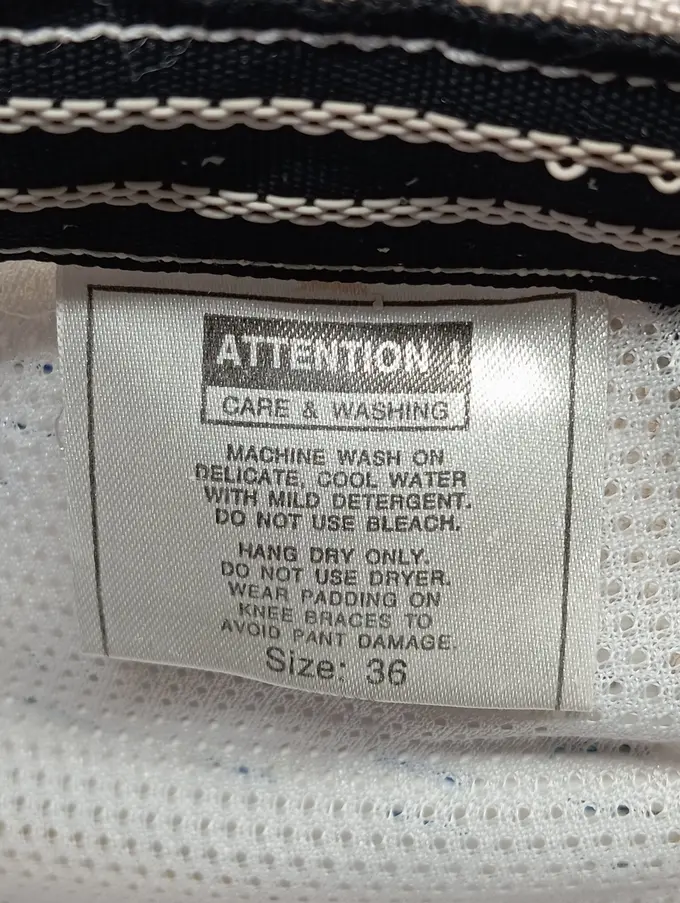 ATTENTION !
CARE & WASHING
MACHINE WASH ON
DELICATE, COOL WATER
WITH MILD DETERGENT.
DO NOT USE BLEACH.
HANG DRY ONLY.
DO NOT USE DRYER.
WEAR PADDING ON
KNEE BRACES TO
AVOID PANT DAMAGE.
Size: 36